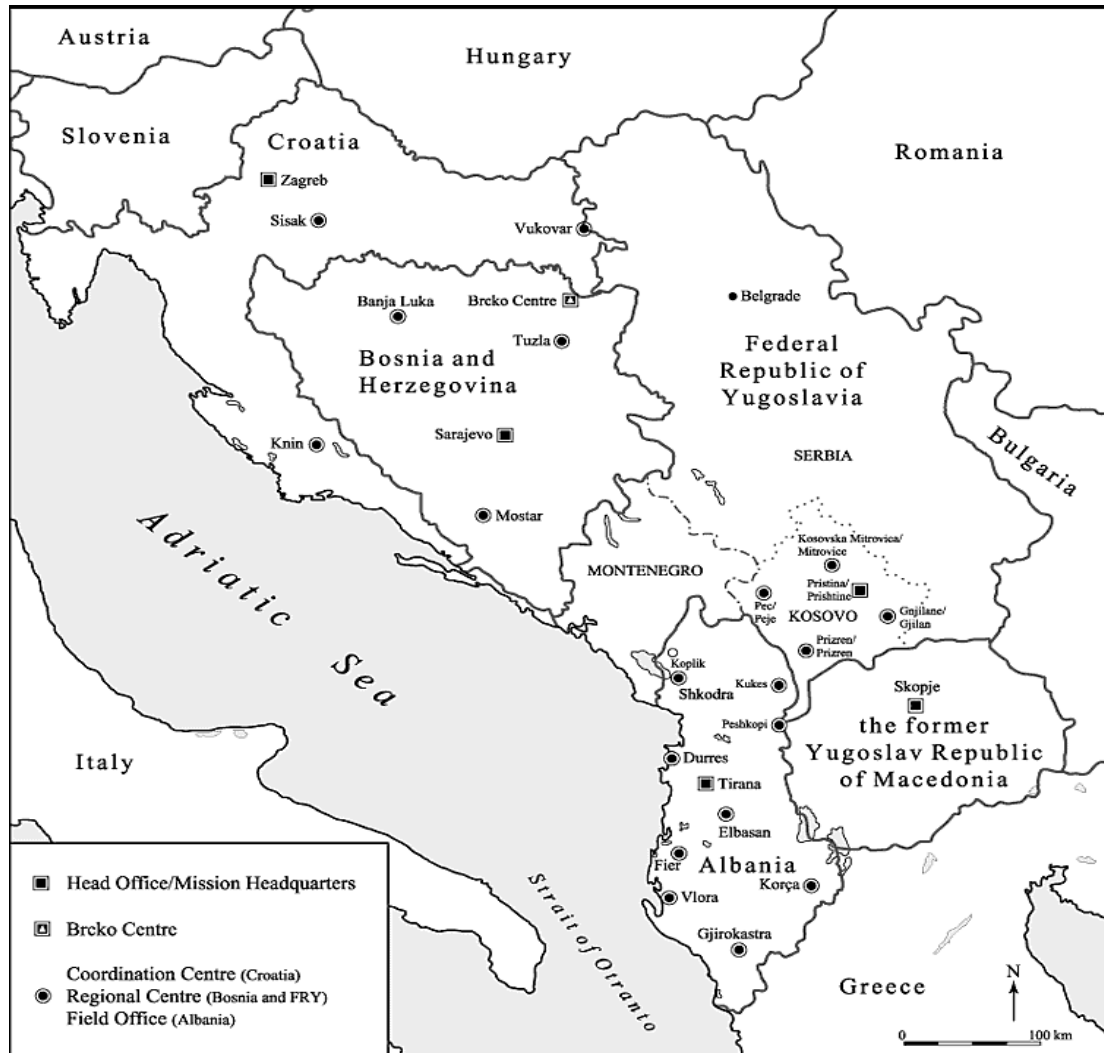 Austria
Hungary
Slovenia
Croatia
Romania
Zagreb
Sisak
Vukovar
Banja Luka
Brcko Centre
Belgrade
Tuzla
Bosnia and
Herzegovina
Federal
Republic of
Yugoslavia
Sarajevo
Knin
SERBIA
Bulgaria
Mostar
Adriatic Sea
Kosovska Mitrovica/
Mitrovice
MONTENEGRO
Pristina/
Prishtine
Pec/
Peje
KOSOVO
Gnjilane/
Gjilan
Prizren/
Prizren
Koplik
Shkodra
Kukes
Skopje
Peshkopi
the former
Yugoslav Republic
of Macedonia
Italy
Durres
Tirana
Elbasan
Fier
Albania
Korça
Vlora
Gjirokastra
Strait of Otranto
Greece
N
0 100 km
Head Office/Mission Headquarters
Brcko Centre
Coordination Centre (Croatia)
Regional Centre (Bosnia and FRY)
Field Office (Albania)